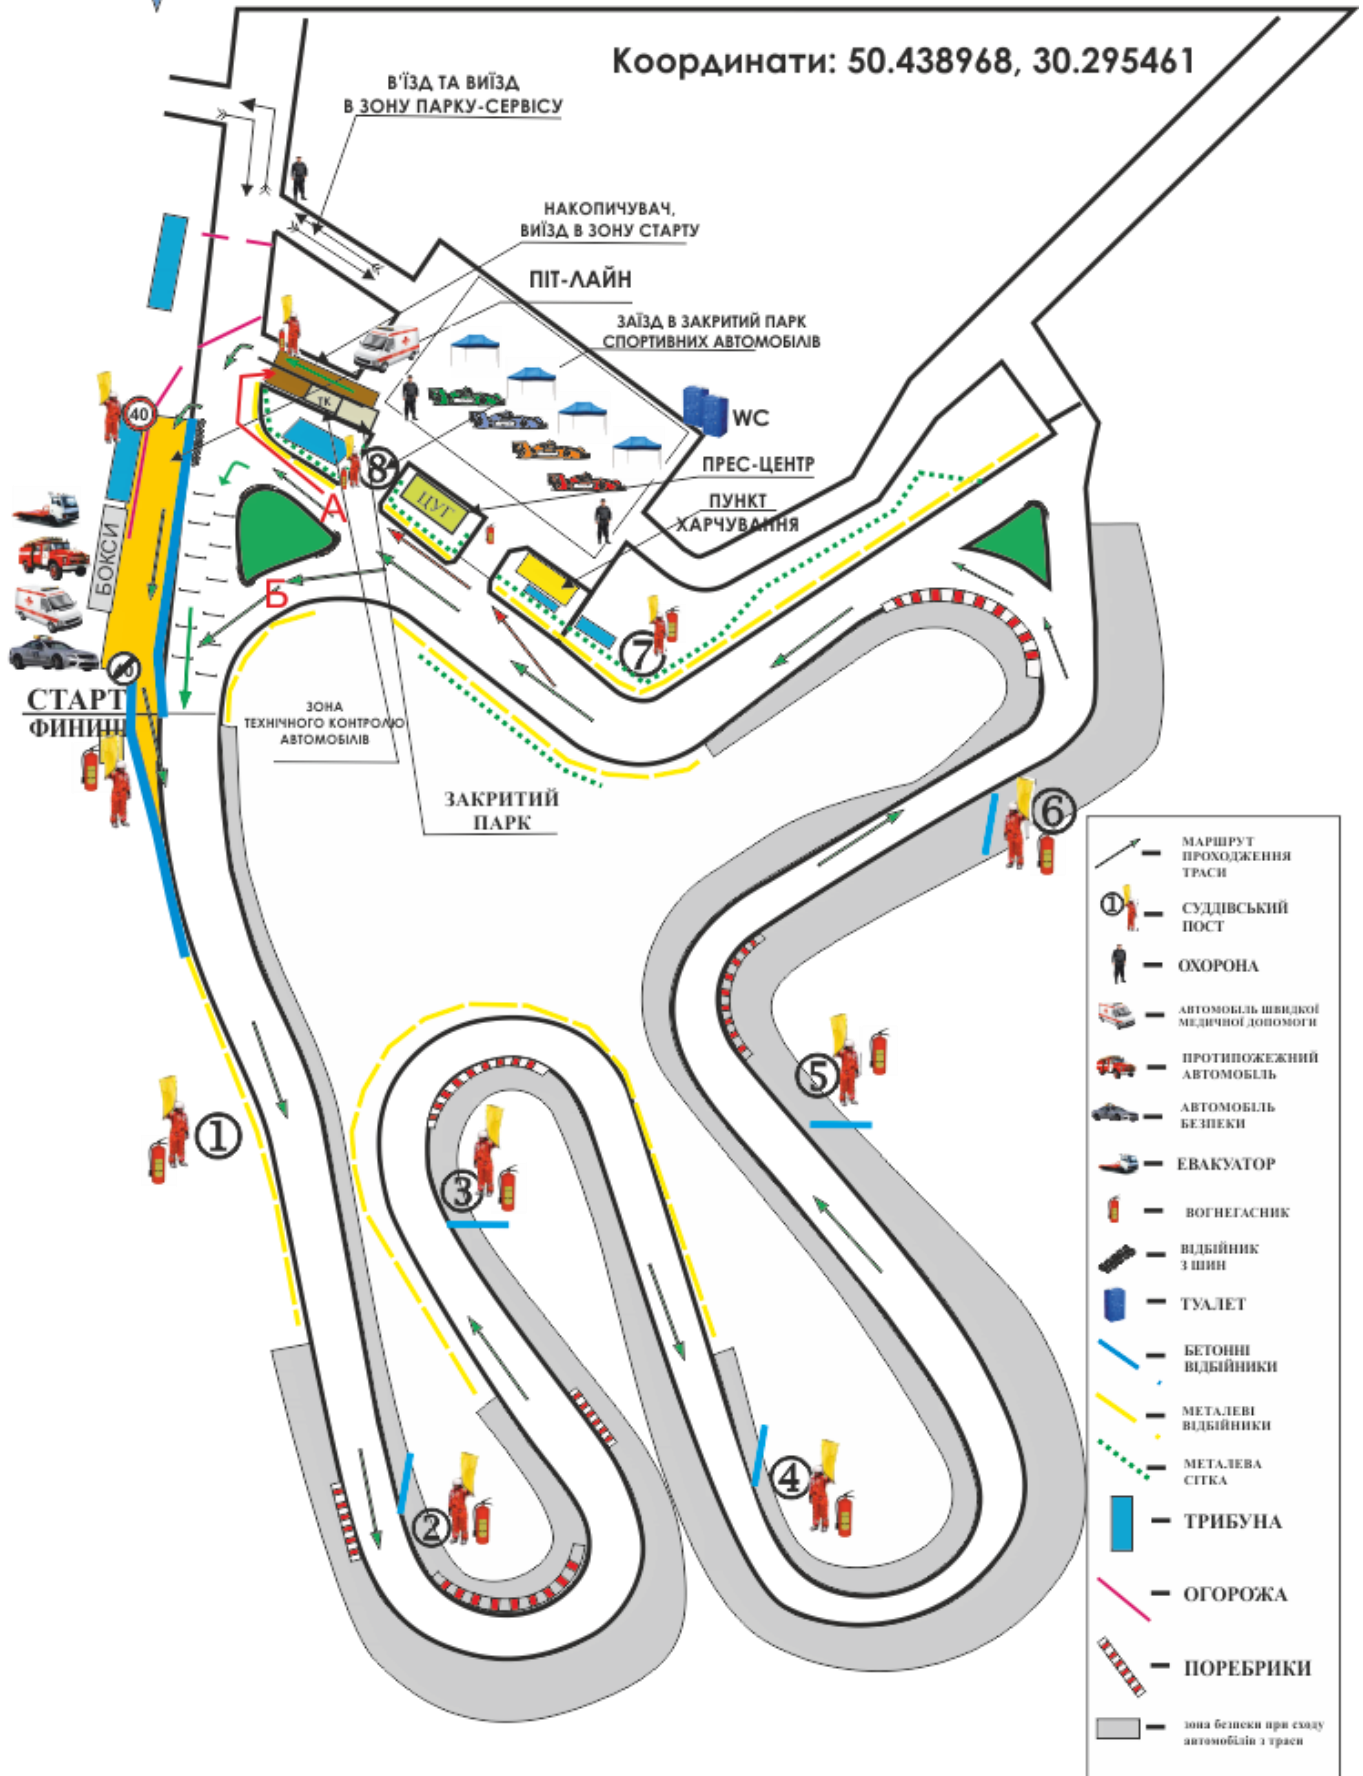 Координати: 50.438968, 30.295461
В'ЇЗД ТА ВИЇЗД
В ЗОНУ ПАРКУ-СЕРВІСУ
НАКОПИЧУВАЧ,
ВИЇЗД В ЗОНУ СТАРТУ
ПІТ-ЛАЙН
ЗАЇЗД В ЗАКРИТИЙ ПАРК
СПОРТИВНИХ АВТОМОБІЛІВ
WC
ПРЕС-ЦЕНТР
ПУНКТ
ХАРЧУВАННЯ
ТК
40
8
ЦУГ
А
БОКСИ
Б
7
СТАРТ
ФИНИШ
ЗОНА
ТЕХНІЧНОГО КОНТРОЛЮ
АВТОМОБІЛІВ
ЗАКРИТИЙ
ПАРК
6
5
1
3
4
2
МАРШРУТ
ПРОХОДЖЕННЯ
ТРАСИ
1
СУДДІВСЬКИЙ
ПОСТ
ОХОРОНА
АВТОМОБІЛЬ ШВИДКОЇ
МЕДИЧНОЇ ДОПОМОГИ
ПРОТИПОЖЕЖНИЙ
АВТОМОБІЛЬ
АВТОМОБІЛЬ
БЕЗПЕКИ
ЕВАКУАТОР
ВОГНЕГАСНИК
ВІДБІЙНИК
З ШИН
ТУАЛЕТ
БЕТОННІ
ВІДБІЙНИКИ
МЕТАЛЕВІ
ВІДБІЙНИКИ
МЕТАЛЕВА
СІТКА
ТРИБУНА
ОГОРОЖА
ПОРЕБРИКИ
зона безпеки при сході
автомобілів з траси